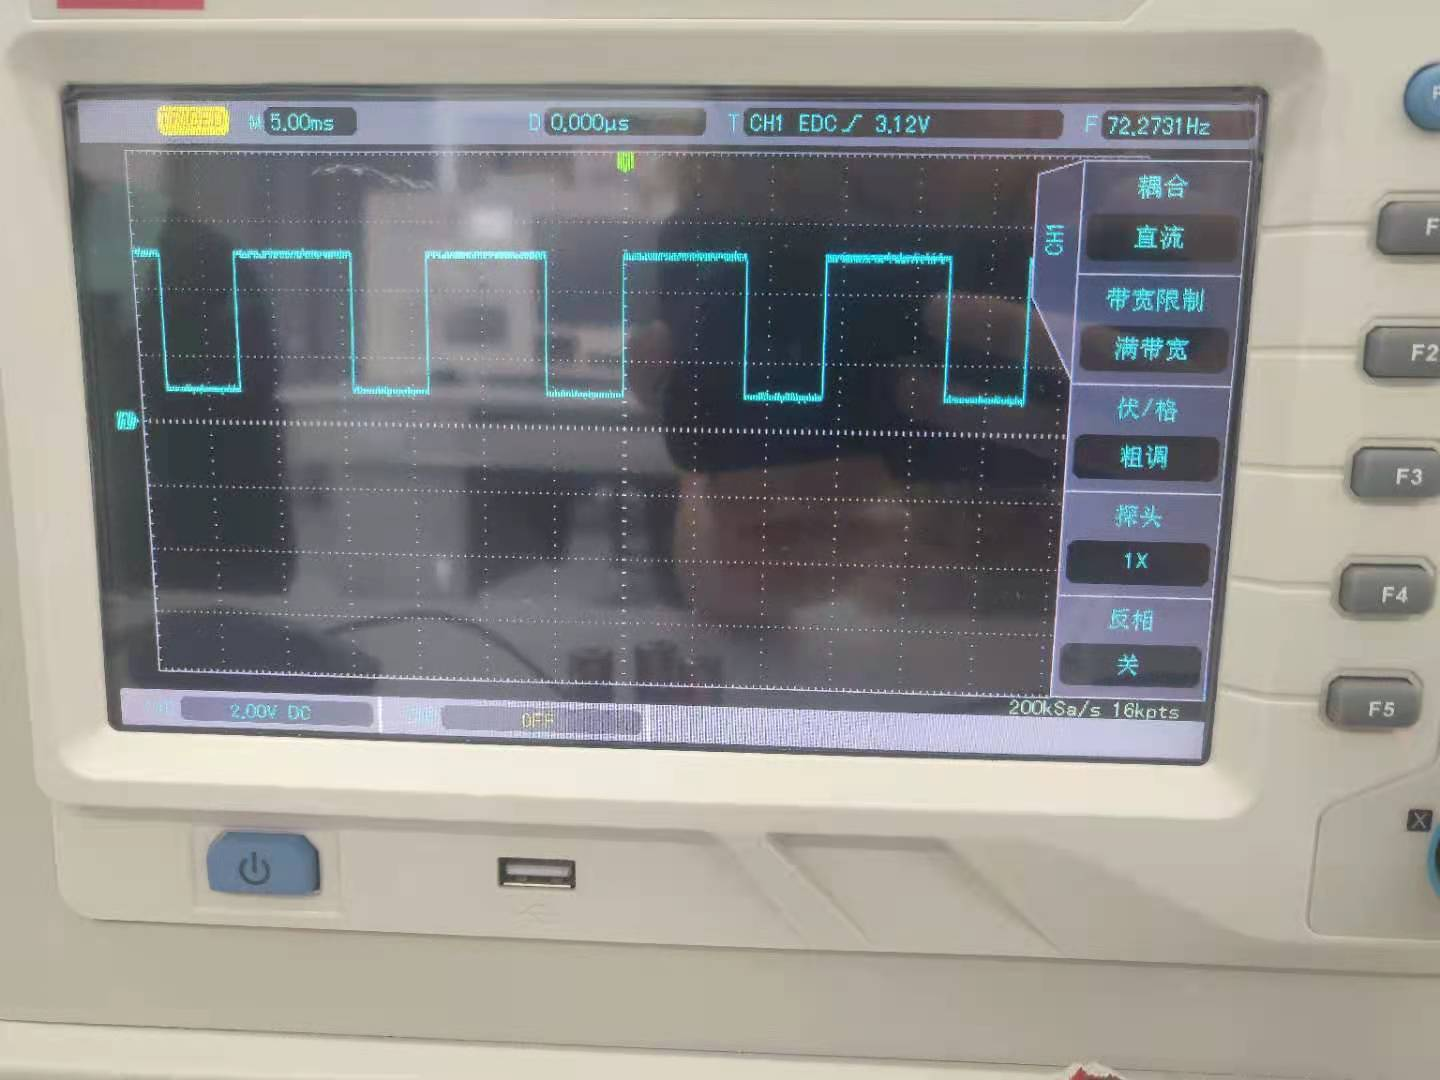 M 5.00ms D 0.000µs T CH1 EDC 3.12V F 72.2731Hz
CH1
耦合
直流
带宽限制
满带宽
伏/格
粗调
探头
1X
反相
关
2.00V DC OFF
200kSa/s 16kpts
F2
F3
F4
F5
X